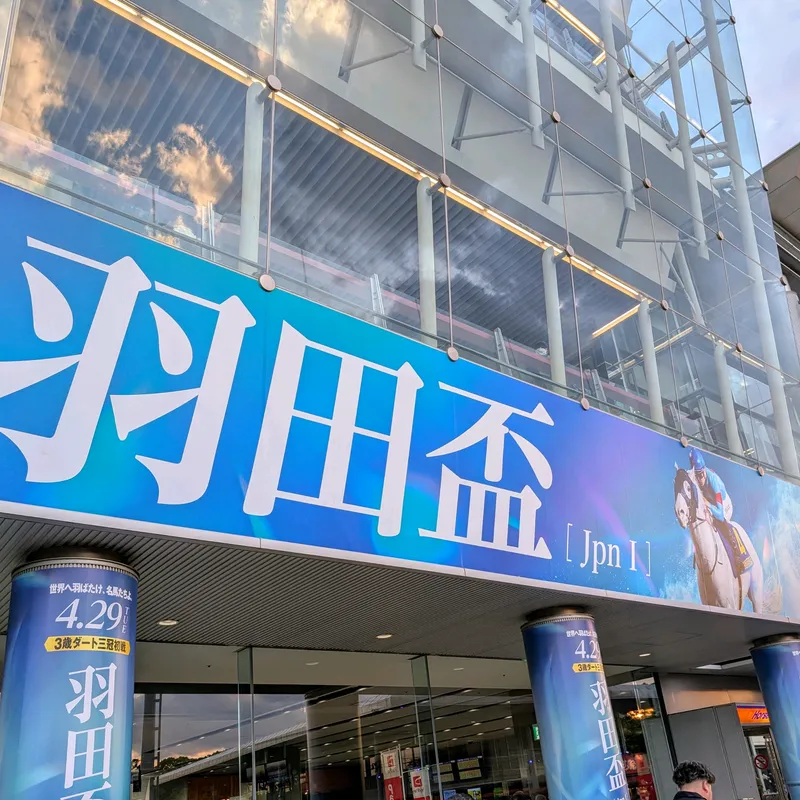 羽田盃
[ Jpn I ]
世界へ羽ばたけ、名馬たちよ
4.29 TUE
3歳ダート三冠初戦
羽田
4.2
3歳ダート
羽田盃